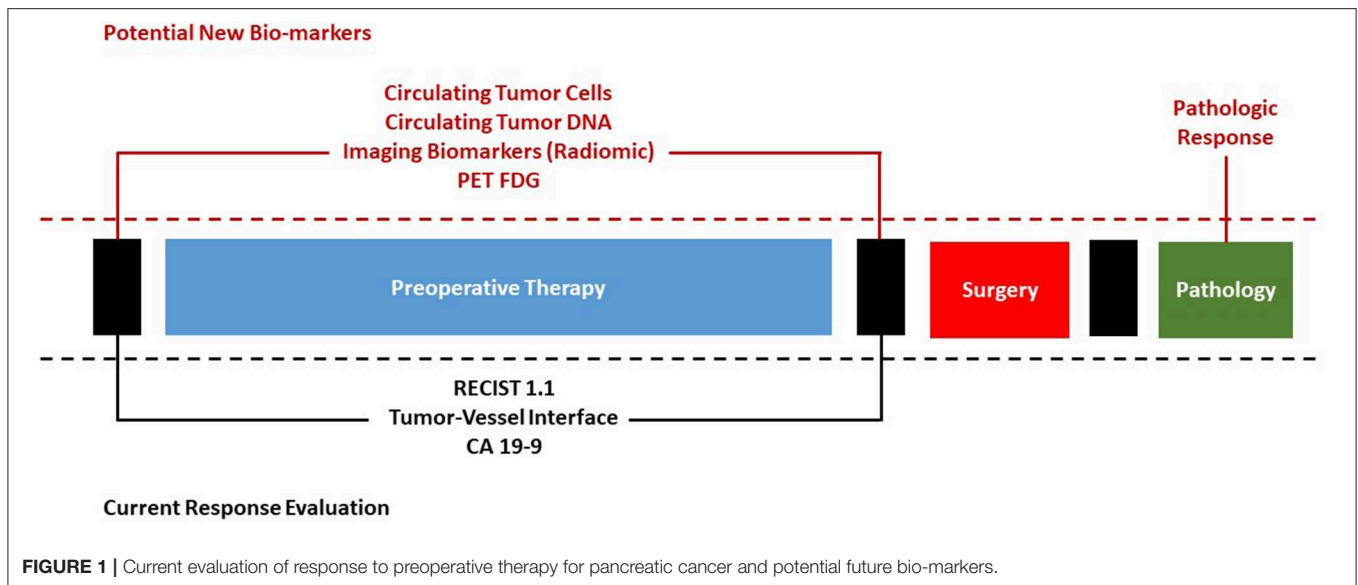 Potential New Bio-markers
Circulating Tumor Cells
Circulating Tumor DNA
Imaging Biomarkers (Radiomic)
PET FDG
Pathologic
Response
Preoperative Therapy
Surgery
Pathology
RECIST 1.1
Tumor-Vessel Interface
CA 19-9
Current Response Evaluation
FIGURE 1 | Current evaluation of response to preoperative therapy for pancreatic cancer and potential future bio-markers.